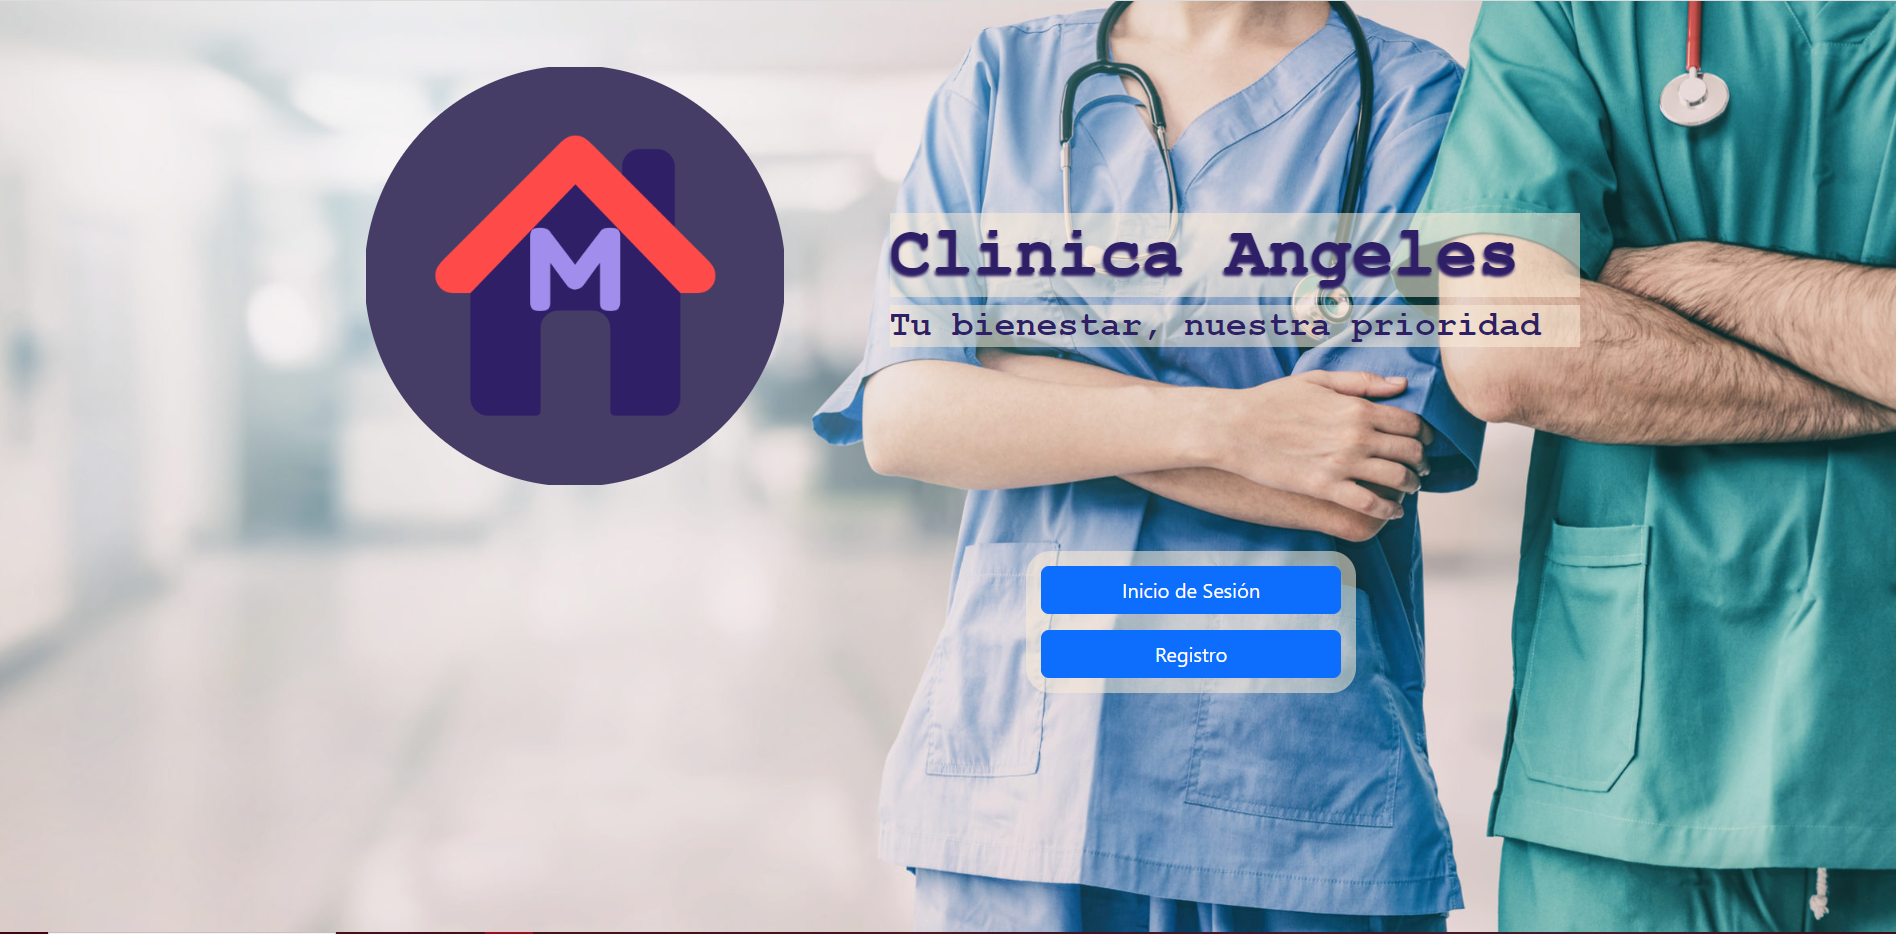 M
Clinica Angeles
Tu bienestar, nuestra prioridad
Inicio de Sesión
Registro